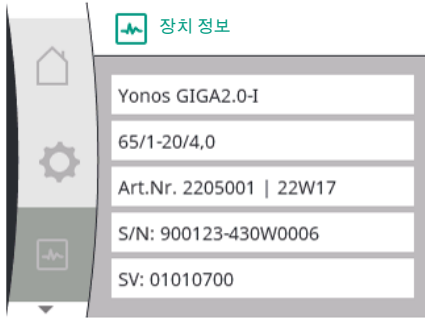 장치 정보
Yonos GIGA2.0-I
65/1-20/4,0
Art.Nr. 2205001 | 22W17
S/N: 900123-430W0006
SV: 01010700